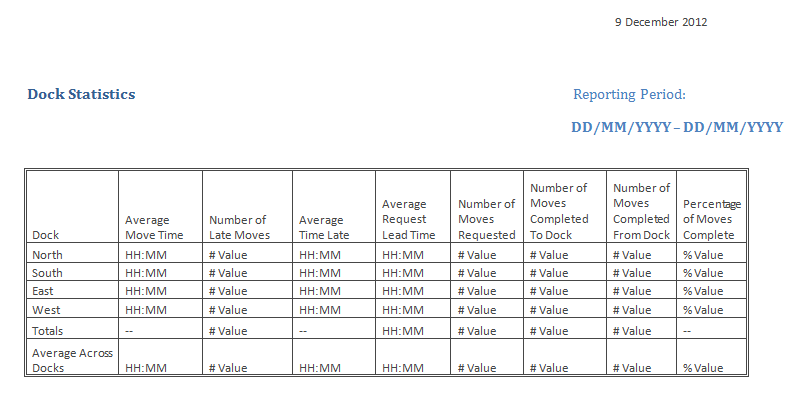 9 December 2012
Dock Statistics
Reporting Period:
DD/MM/YYYY – DD/MM/YYYY
Dock Average Move Time Number of Late Moves Average Time Late Average Request Lead Time Number of Moves Requested Number of Moves Completed To Dock Number of Moves Completed From Dock Percentage of Moves Complete
North HH:MM # Value HH:MM HH:MM # Value # Value # Value % Value
South HH:MM # Value HH:MM HH:MM # Value # Value # Value % Value
East HH:MM # Value HH:MM HH:MM # Value # Value # Value % Value
West HH:MM # Value HH:MM HH:MM # Value # Value # Value % Value
Totals -- # Value -- HH:MM # Value # Value # Value --
Average Across Docks HH:MM # Value HH:MM HH:MM # Value # Value # Value % Value